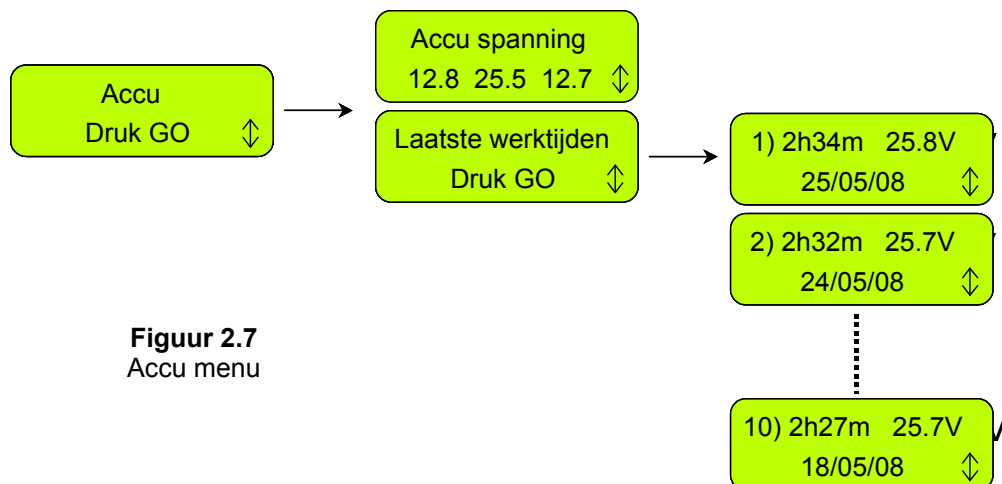 Accu
Druk GO
Accu spanning
12.8 25.5 12.7
Laatste werktijden
Druk GO
1) 2h34m 25.8V
25/05/08
2) 2h32m 25.7V
24/05/08
10) 2h27m 25.7V
18/05/08
Figuur 2.7
Accu menu